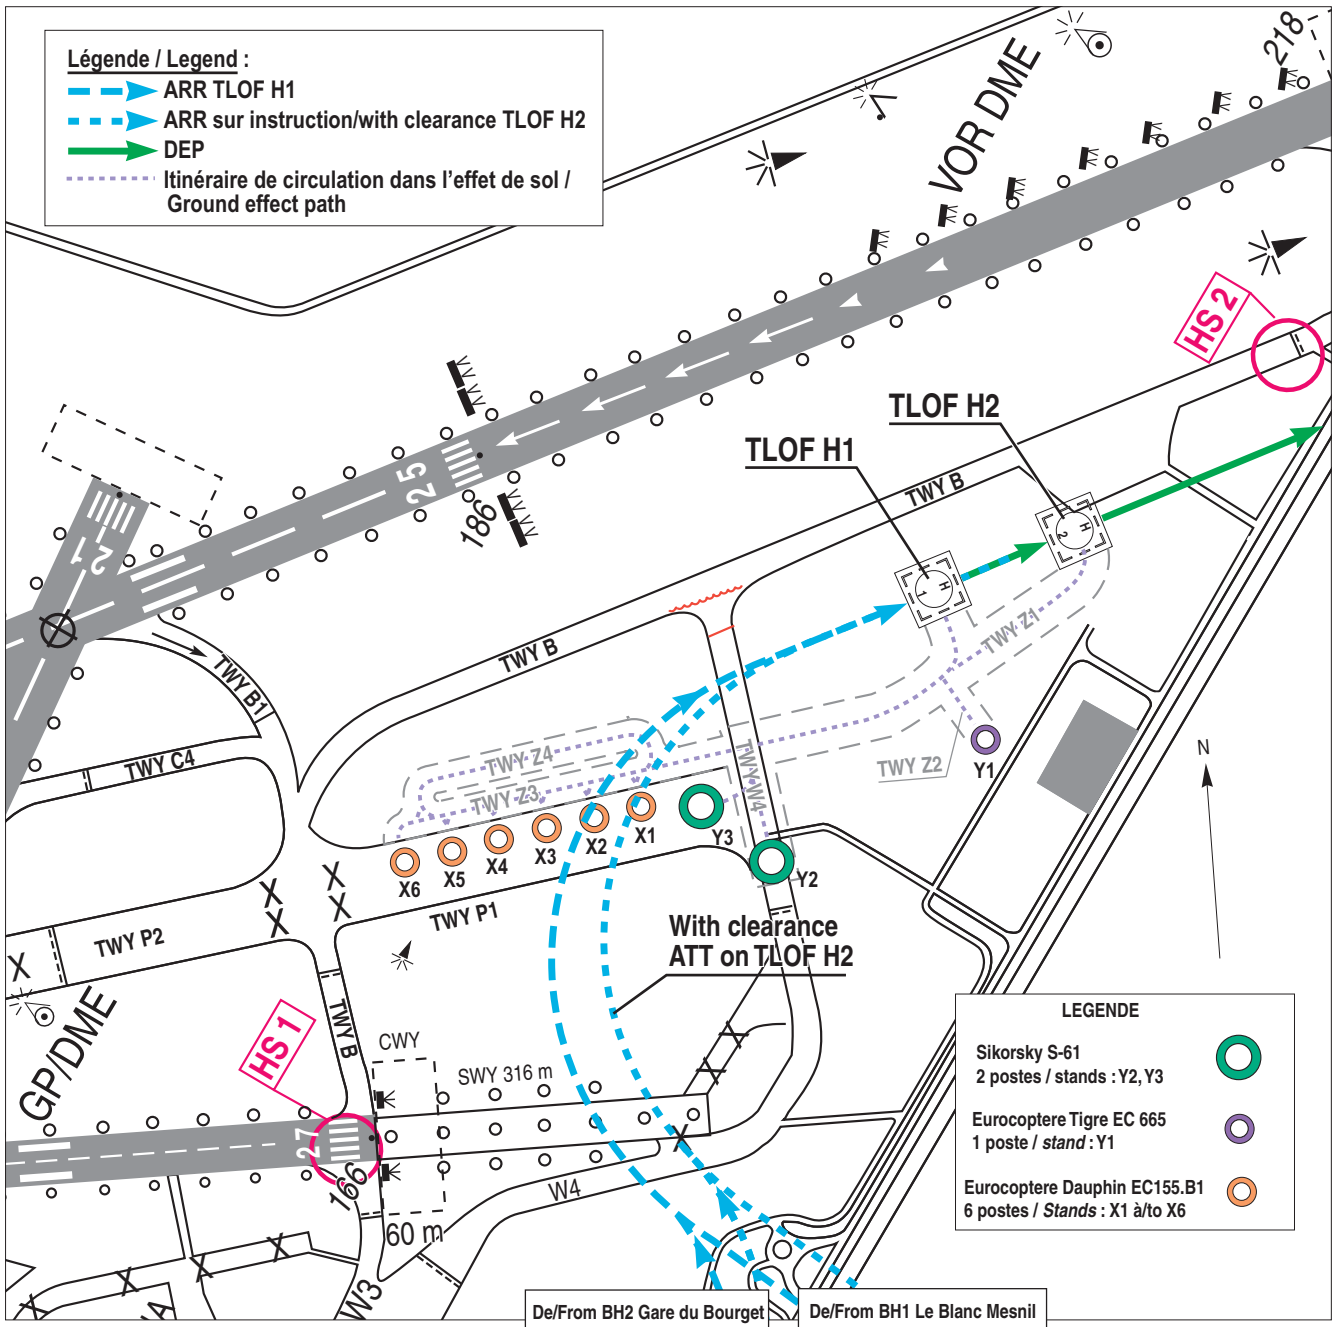 Légende / Legend :
ARR TLOF H1
ARR sur instruction/with clearance TLOF H2
DEP
Itinéraire de circulation dans l'effet de sol /
Ground effect path
218
VOR DME
HS 2
TLOF H2
TLOF H1
TWY B
25
186
21
H 2
H 1
TWY Z1
TWY B
TWY B1
TWY C4
TWY Z4
TWY Z3
TWY W4
TWY Z2
Y1
N
X1
X2
X3
X4
X5
X6
Y3
Y2
TWY P1
TWY P2
With clearance
ATT on TLOF H2
GP/DME
HS 1
TWY B
CWY
SWY 316 m
27
166
60 m
W4
W3
A
LEGENDE
Sikorsky S-61
2 postes / stands : Y2, Y3
Eurocoptere Tigre EC 665
1 poste / stand : Y1
Eurocoptere Dauphin EC155.B1
6 postes / Stands : X1 à/to X6
De/From BH2 Gare du Bourget
De/From BH1 Le Blanc Mesnil